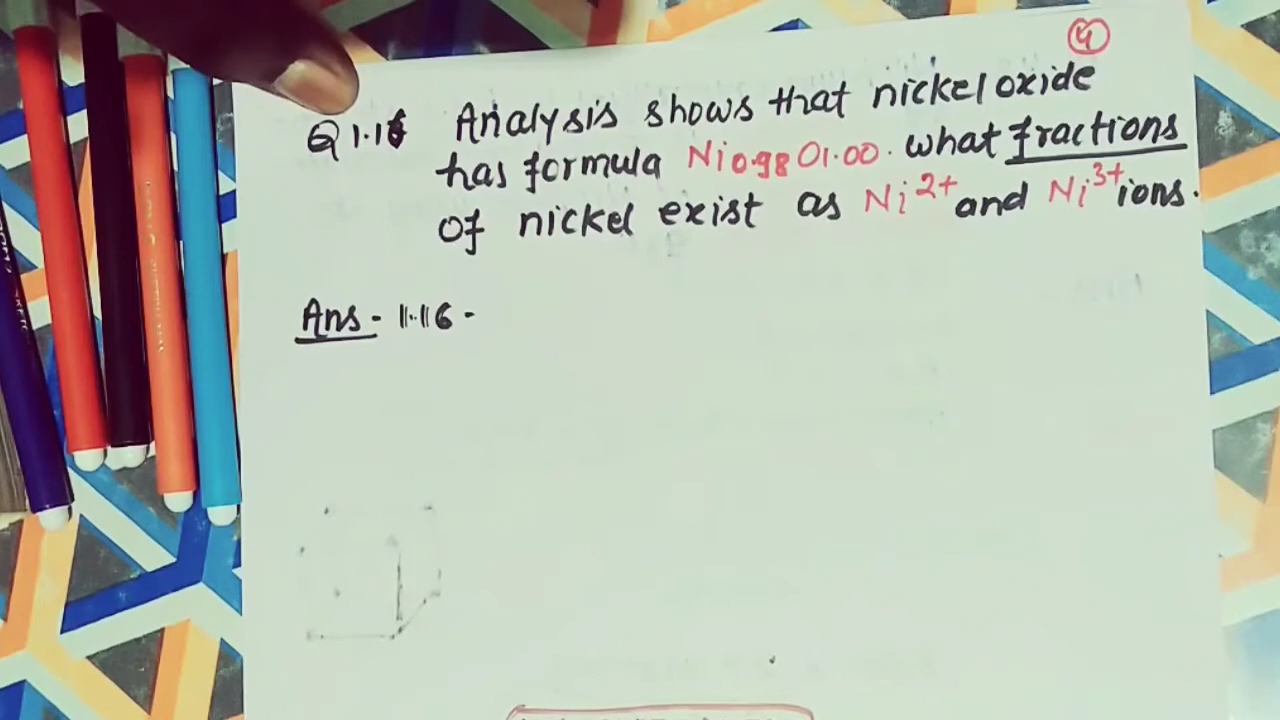 4
Q 1.16 Analysis shows that nickel oxide
has formula Ni0.98O1.00. what fractions
of nickel exist as Ni2+ and Ni3+ ions.
Ans - 1.16 -